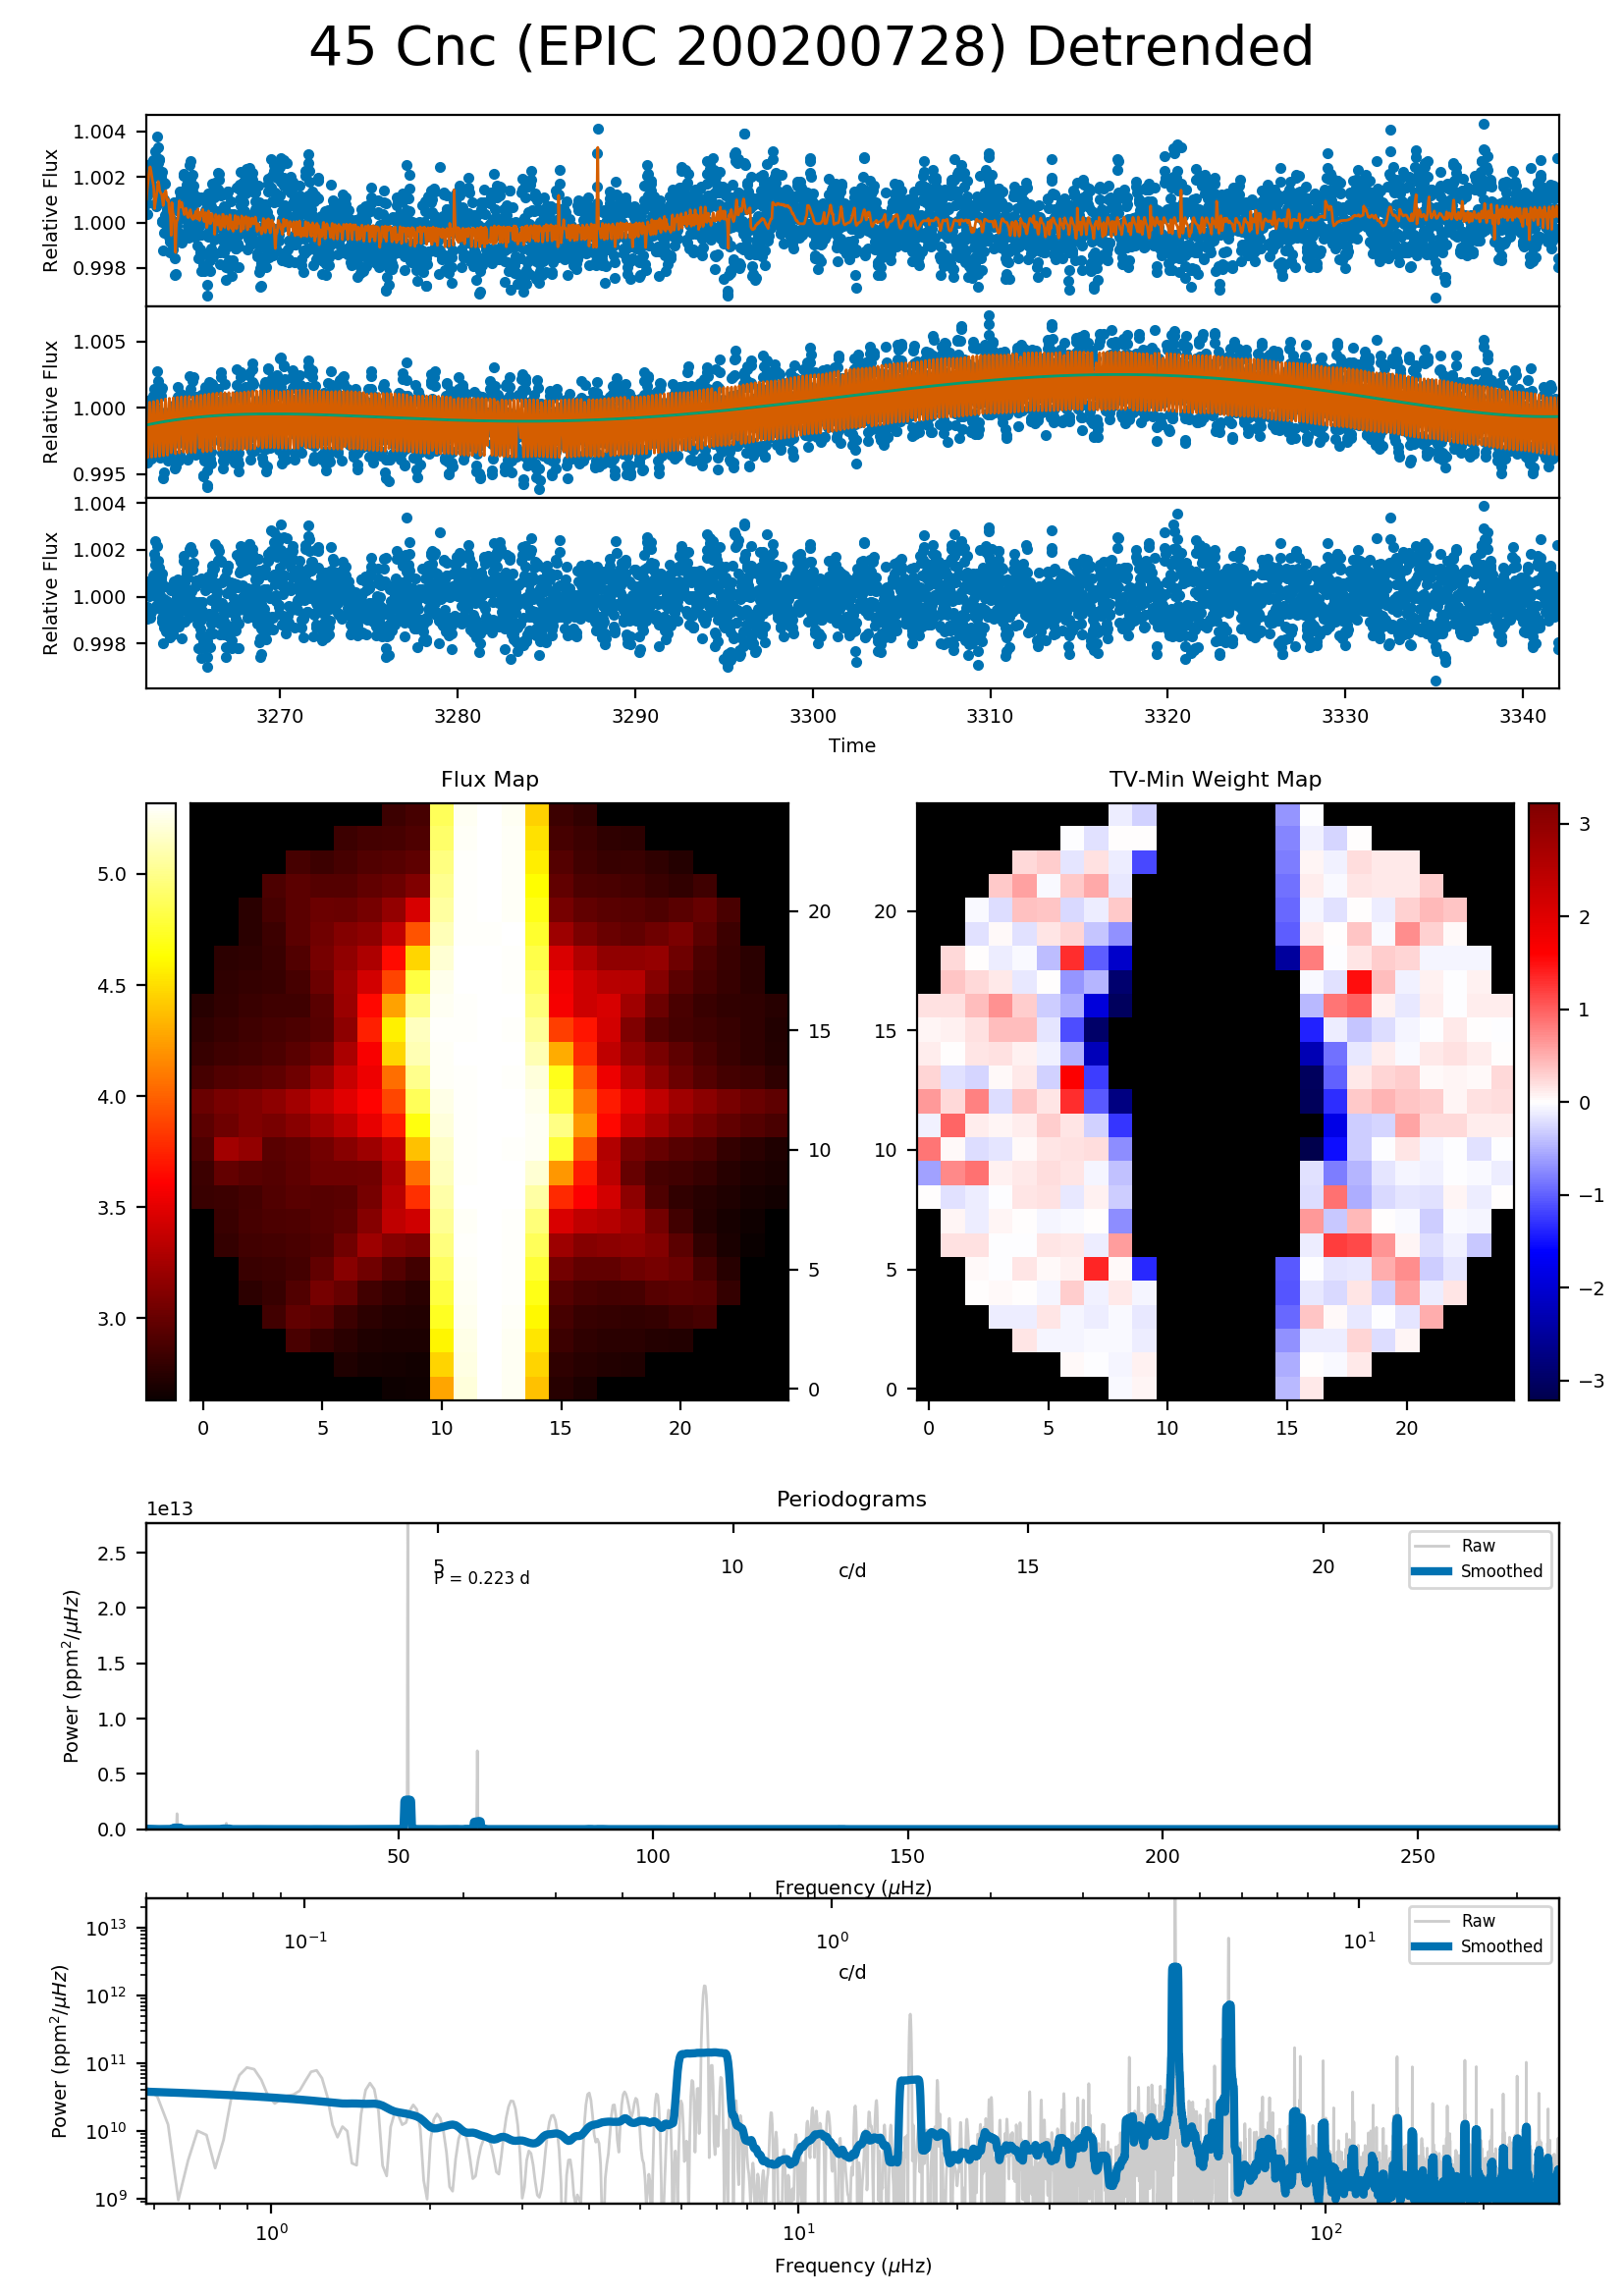 45 Cnc (EPIC 200200728) Detrended
1.004
1.002
1.000
0.998
Relative Flux
1.005
1.000
0.995
Relative Flux
1.004
1.002
1.000
0.998
Relative Flux
3270 3280 3290 3300 3310 3320 3330 3340
Time
Flux Map
5.0
4.5
4.0
3.5
3.0
20
15
10
5
0
0 5 10 15 20
TV-Min Weight Map
20
15
10
5
0
0 5 10 15 20
3
2
1
0
−1
−2
−3
Periodograms
1e13
2.5
2.0
1.5
1.0
0.5
0.0
Power (ppm²/μHz)
5 10 15 20
c/d
P = 0.223 d
Raw
Smoothed
50 100 150 200 250
Frequency (μHz)
10¹³
10¹²
10¹¹
10¹⁰
10⁹
Power (ppm²/μHz)
10⁻¹ 10⁰ 10¹
c/d
Raw
Smoothed
10⁰ 10¹ 10²
Frequency (μHz)